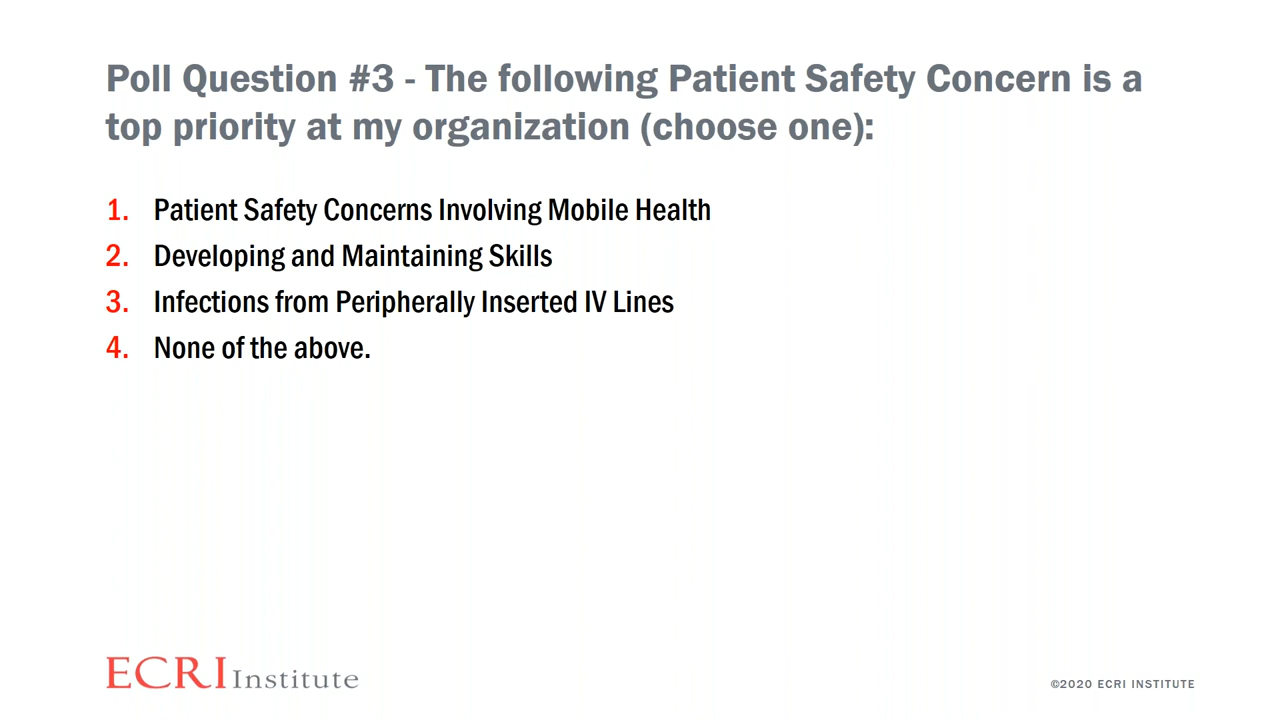 Poll Question #3 - The following Patient Safety Concern is a
top priority at my organization (choose one):
1. Patient Safety Concerns Involving Mobile Health
2. Developing and Maintaining Skills
3. Infections from Peripherally Inserted IV Lines
4. None of the above.
ECRI Institute
©2020 ECRI INSTITUTE